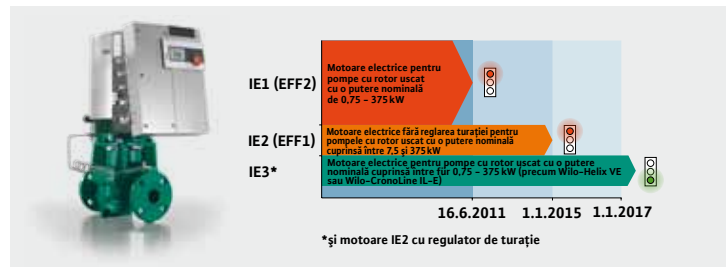 IE1 (EFF2)
Motoare electrice pentru
pompe cu rotor uscat
cu o putere nominală
de 0,75 – 375 kW
IE2 (EFF1)
Motoare electrice fără reglarea turației pentru
pompele cu rotor uscat cu o putere nominală
cuprinsă între 7,5 și 375 kW
IE3*
Motoare electrice pentru pompe cu rotor uscat cu o putere
nominală cuprinsă între für 0,75 – 375 kW (precum Wilo-Helix VE
sau Wilo-CronoLine IL-E)
16.6.2011 1.1.2015 1.1.2017
*și motoare IE2 cu regulator de turație